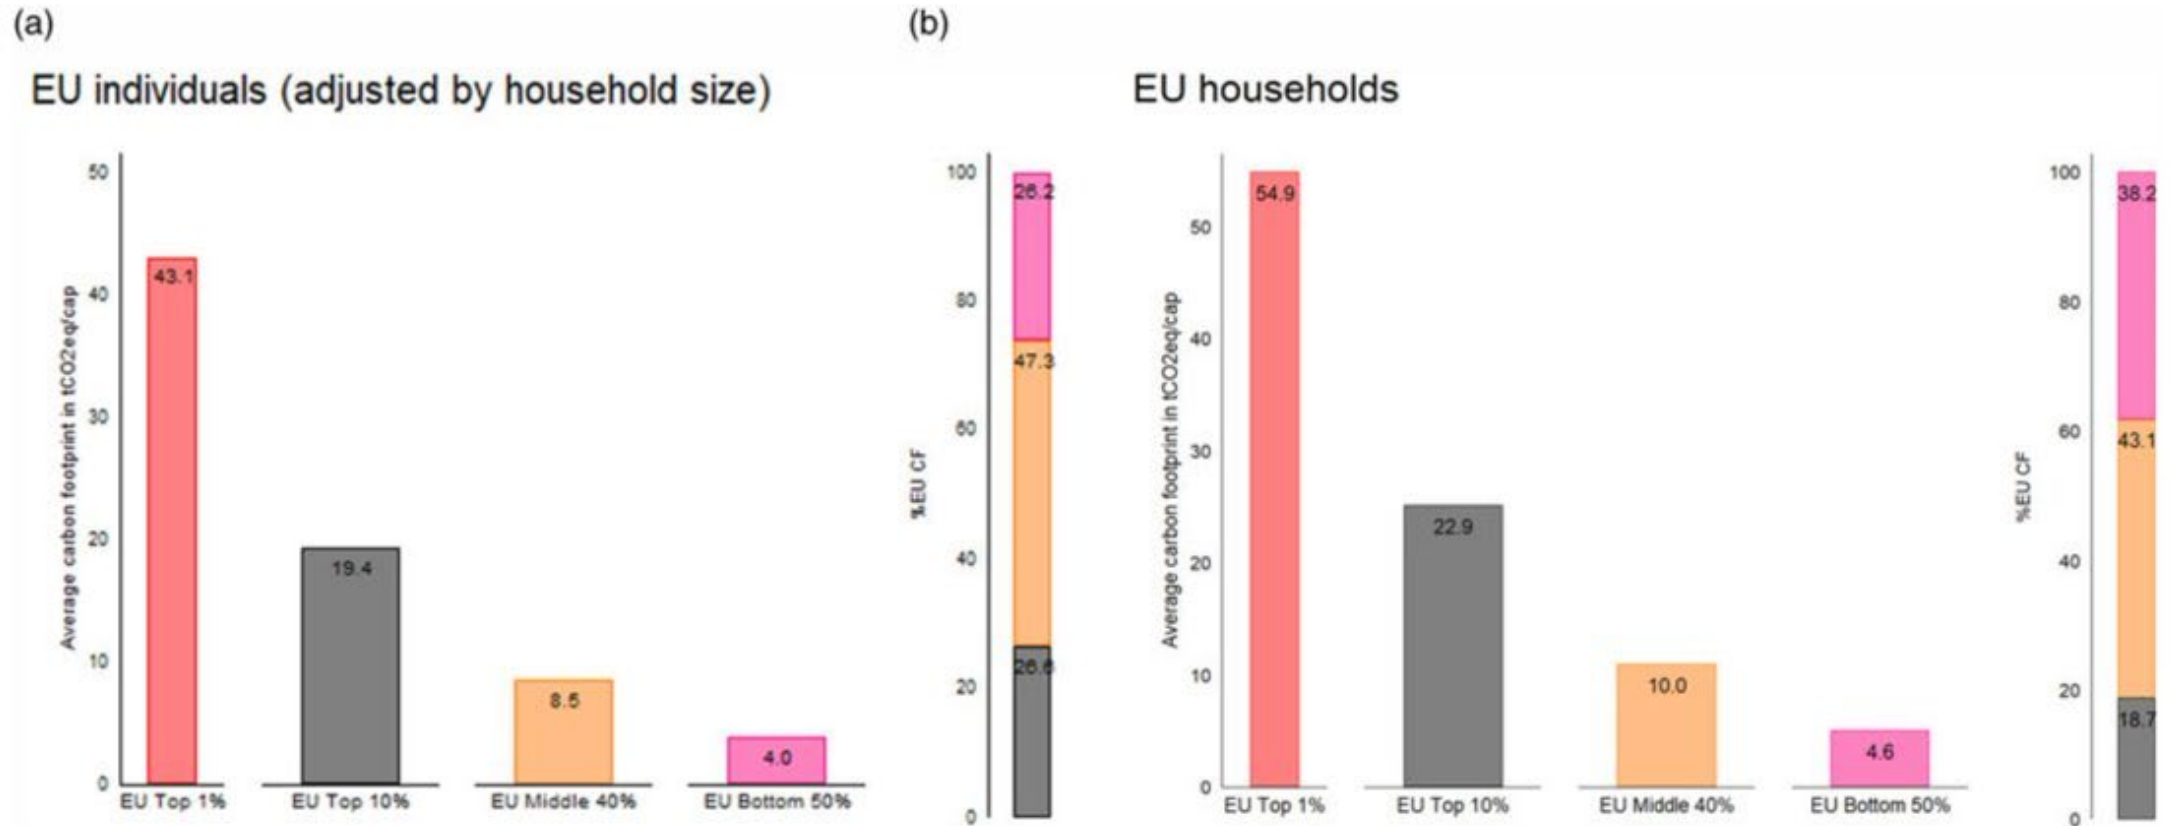 (a)
EU individuals (adjusted by household size)
Average carbon footprint in tCO2eq/cap
50
40
30
20
10
0
43.1
19.4
8.5
4.0
EU Top 1%
EU Top 10%
EU Middle 40%
EU Bottom 50%
(b)
%EU CF
100
80
60
40
20
0
26.2
47.3
26.6
EU households
Average carbon footprint in tCO2eq/cap
50
40
30
20
10
0
54.9
22.9
10.0
4.6
EU Top 1%
EU Top 10%
EU Middle 40%
EU Bottom 50%
%EU CF
100
80
60
40
20
0
38.2
43.1
18.7